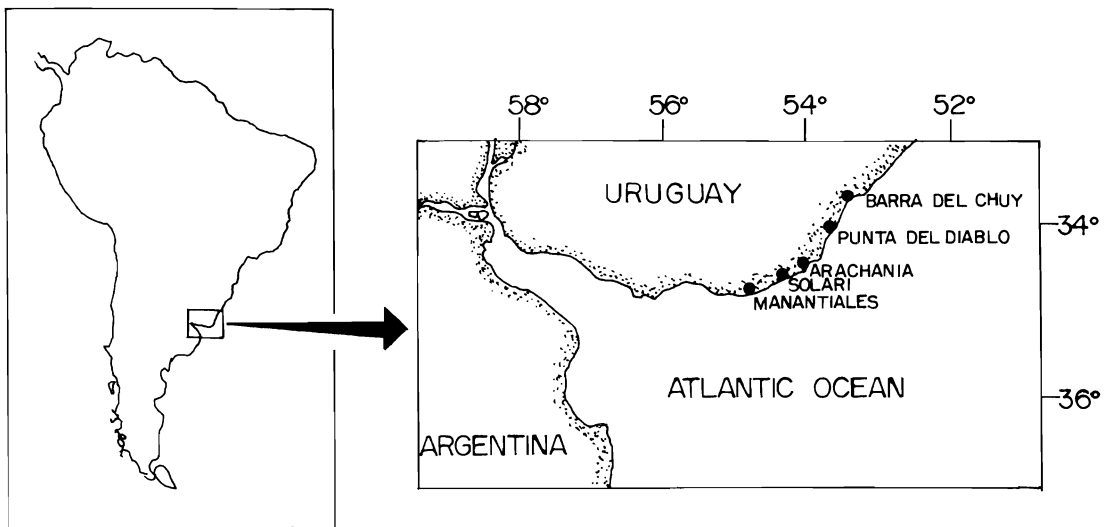 58° 56° 54° 52°
URUGUAY
BARRA DEL CHUY
34°
PUNTA DEL DIABLO
ARACHANIA
SOLARI
MANANTIALES
ATLANTIC OCEAN
36°
ARGENTINA